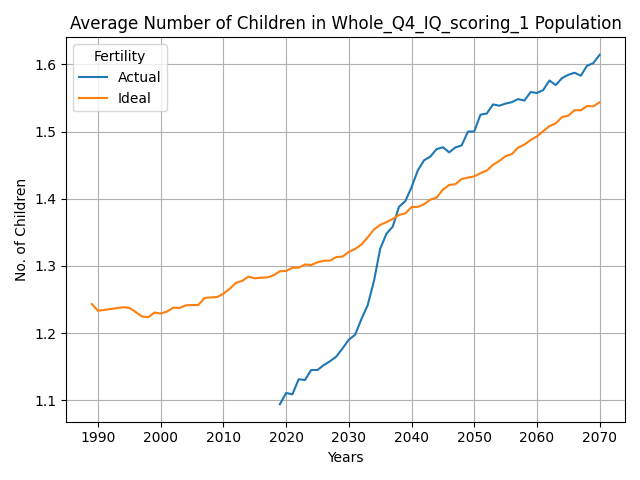 Average Number of Children in Whole_Q4_IQ_scoring_1 Population
Fertility
Actual
Ideal
No. of Children
1.6
1.5
1.4
1.3
1.2
1.1
1990 2000 2010 2020 2030 2040 2050 2060 2070
Years